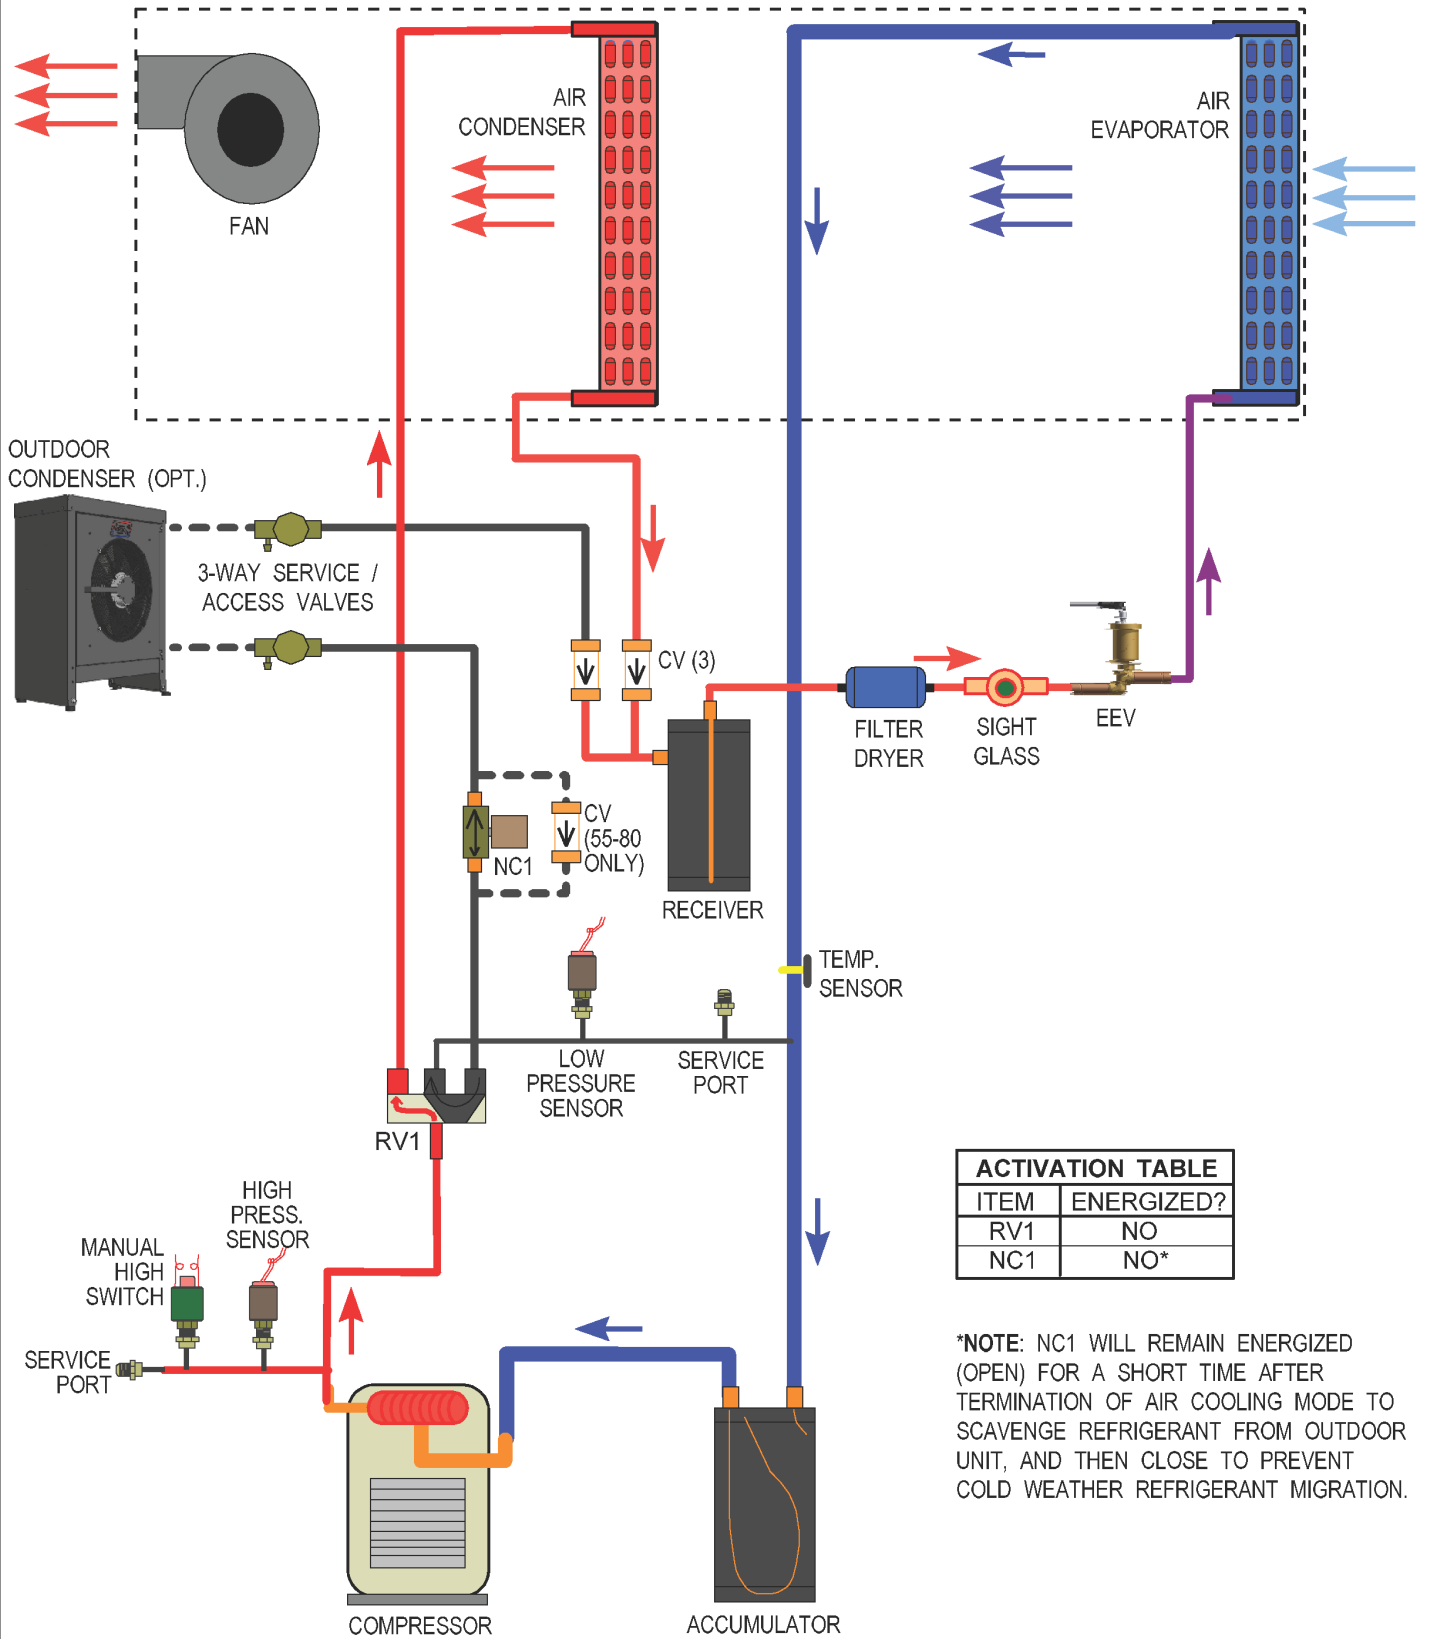 AIR
CONDENSER
AIR
EVAPORATOR
FAN
OUTDOOR
CONDENSER (OPT.)
3-WAY SERVICE /
ACCESS VALVES
CV (3)
FILTER
DRYER
SIGHT
GLASS
EEV
CV
(55-80
ONLY)
NC1
RECEIVER
TEMP.
SENSOR
LOW
PRESSURE
SENSOR
SERVICE
PORT
RV1
HIGH
PRESS.
SENSOR
MANUAL
HIGH
SWITCH
SERVICE
PORT
COMPRESSOR
ACCUMULATOR
ACTIVATION TABLE
ITEM ENERGIZED?
RV1 NO
NC1 NO*
*NOTE: NC1 WILL REMAIN ENERGIZED
(OPEN) FOR A SHORT TIME AFTER
TERMINATION OF AIR COOLING MODE TO
SCAVENGE REFRIGERANT FROM OUTDOOR
UNIT, AND THEN CLOSE TO PREVENT
COLD WEATHER REFRIGERANT MIGRATION.